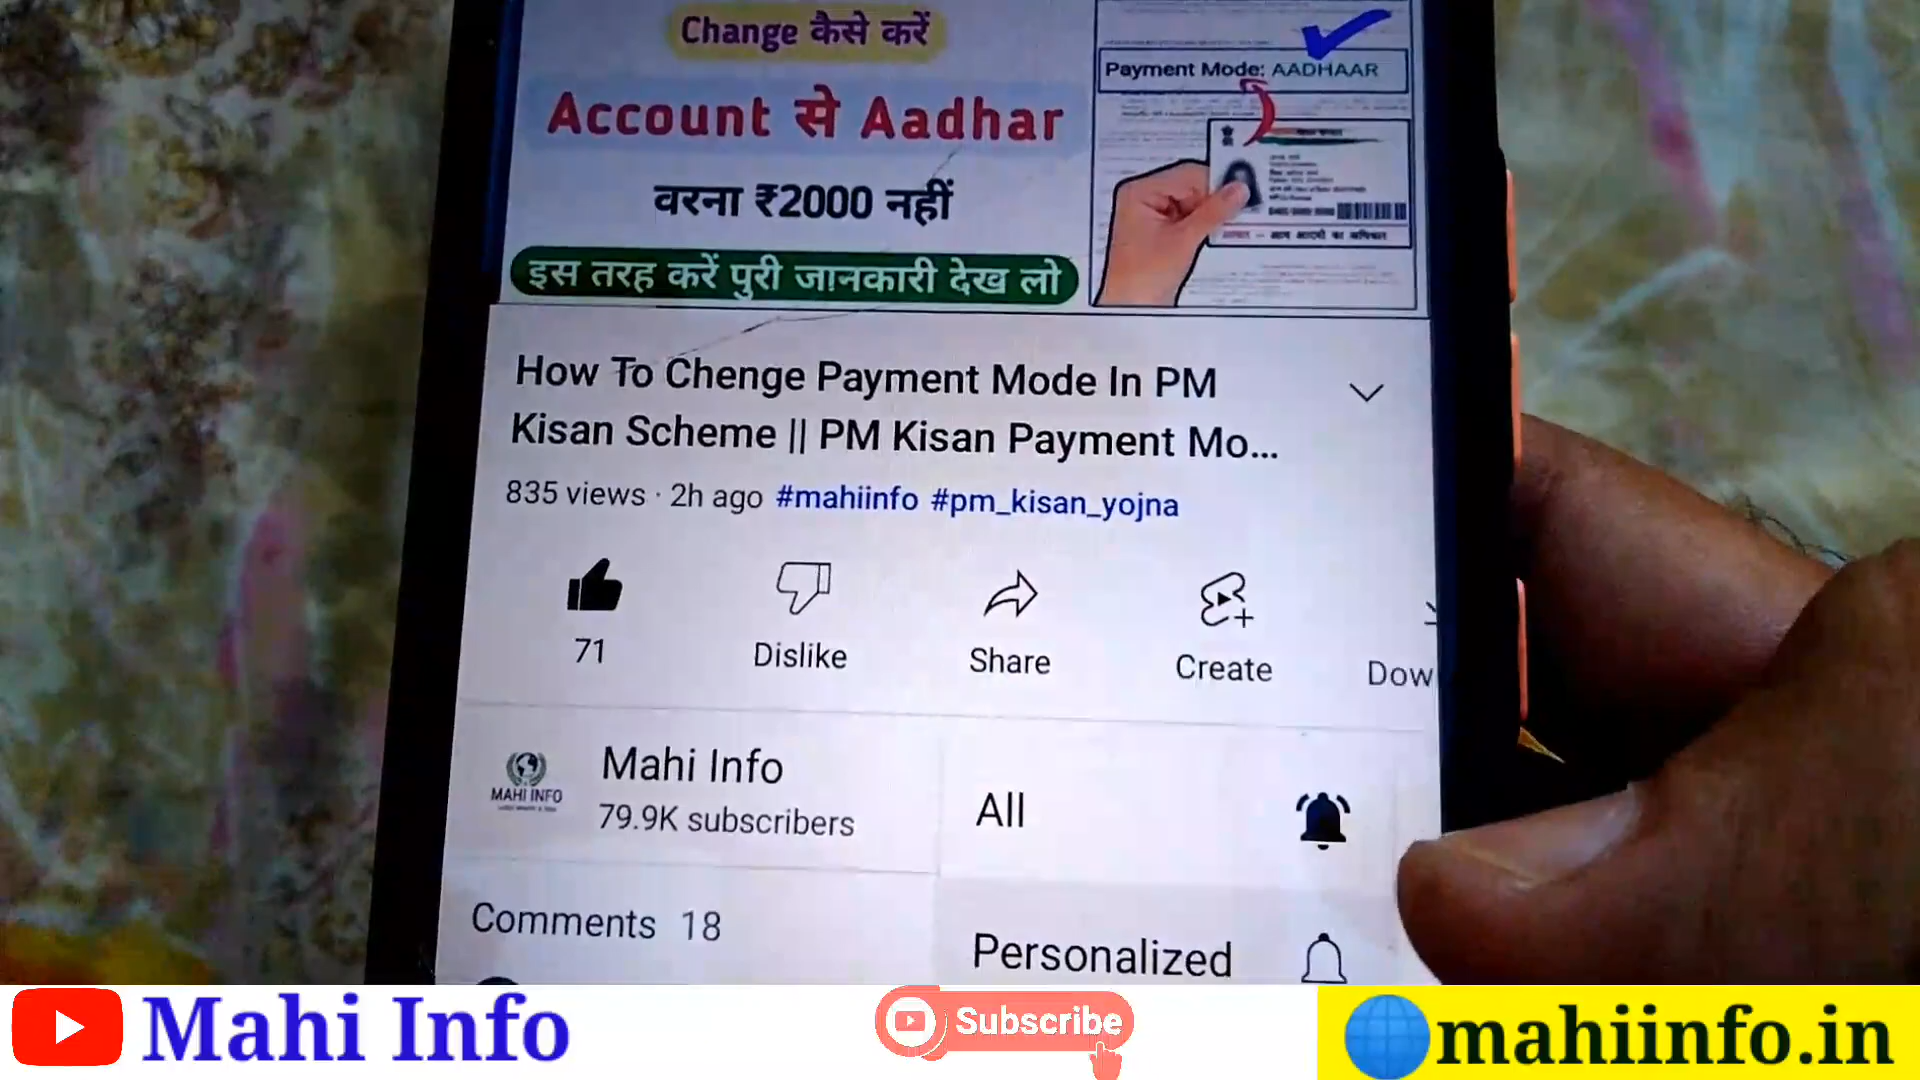 Change कैसे करें
Account से Aadhar
वरना ₹2000 नहीं
इस तरह करें पुरी जानकारी देख लो
Payment Mode: AADHAAR
How To Chenge Payment Mode In PM
Kisan Scheme || PM Kisan Payment Mo...
835 views · 2h ago #mahiinfo #pm_kisan_yojna
71
Dislike
Share
Create
Dow
Mahi Info
79.9K subscribers
MAHI INFO
All
Comments 18
Personalized
Mahi Info
Subscribe
mahiinfo.in